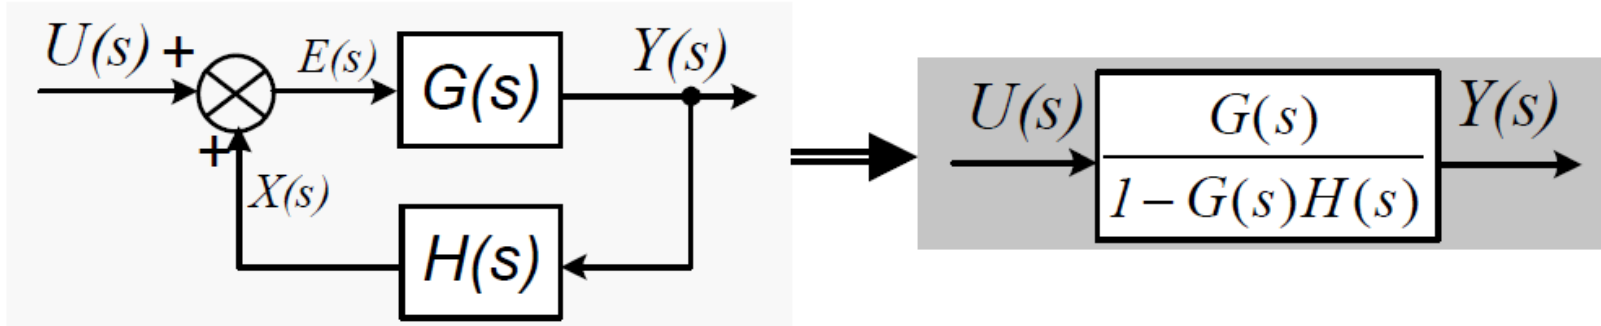 U(s) +
E(s)
G(s)
Y(s)
+
X(s)
H(s)
U(s)
G(s)
1 – G(s)H(s)
Y(s)